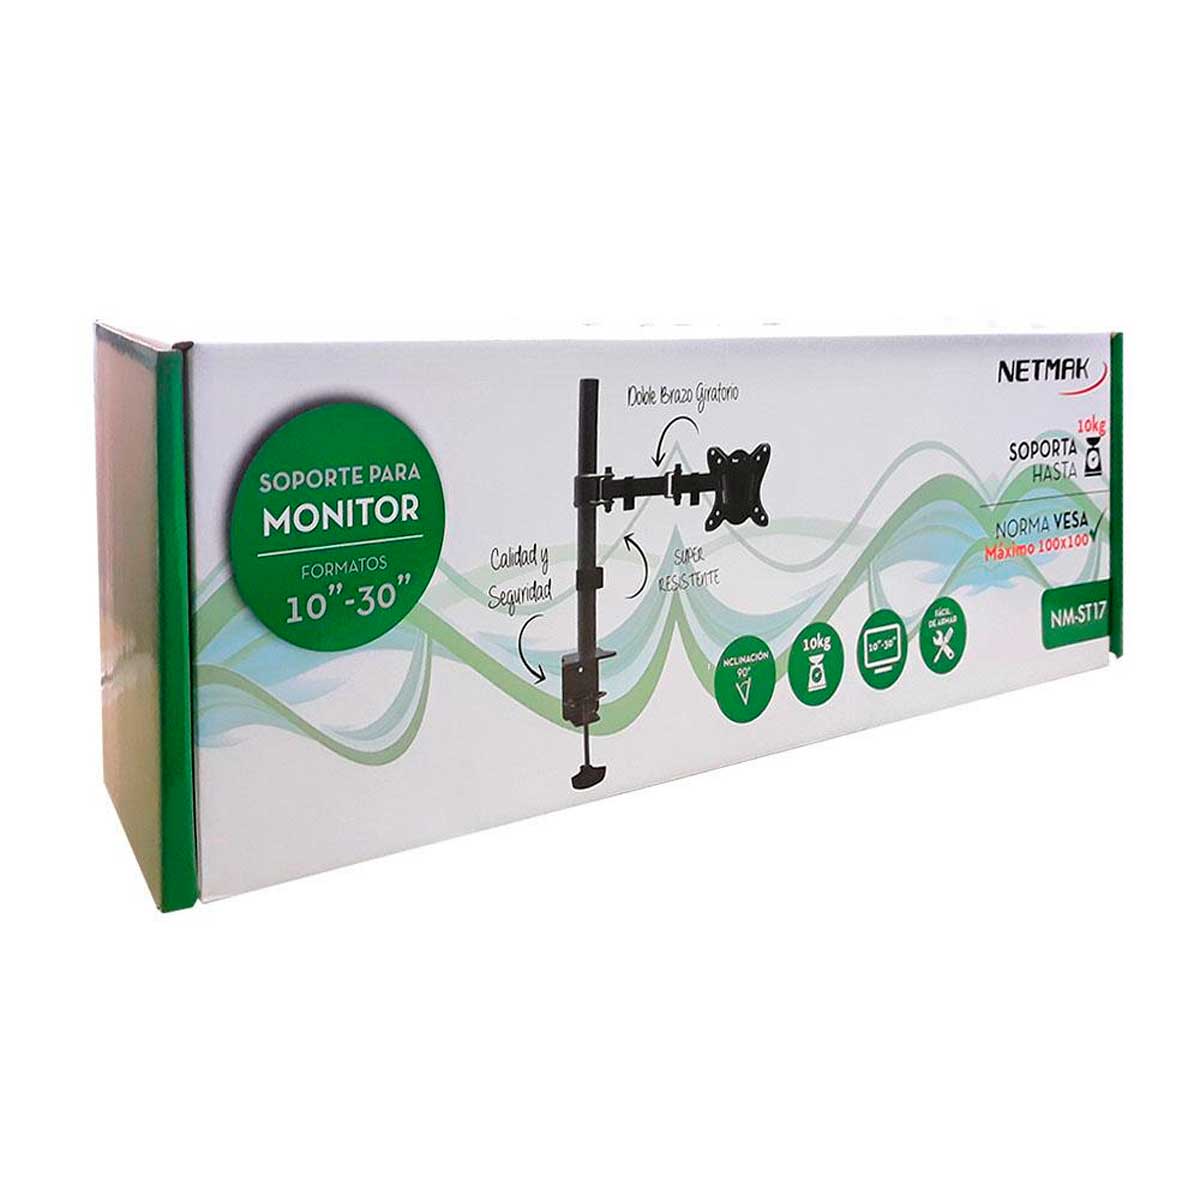 SOPORTE PARA
MONITOR
FORMATOS
10”-30”
Doble Brazo Giratorio
Calidad y
Seguridad
SUPER
RESISTENTE
NETMAK
10kg
SOPORTA
HASTA
NORMA VESA
Máximo 100x100
NM-ST17
INCLINACIÓN
90°
10kg
10"-30"
FÁCIL
DE ARMAR